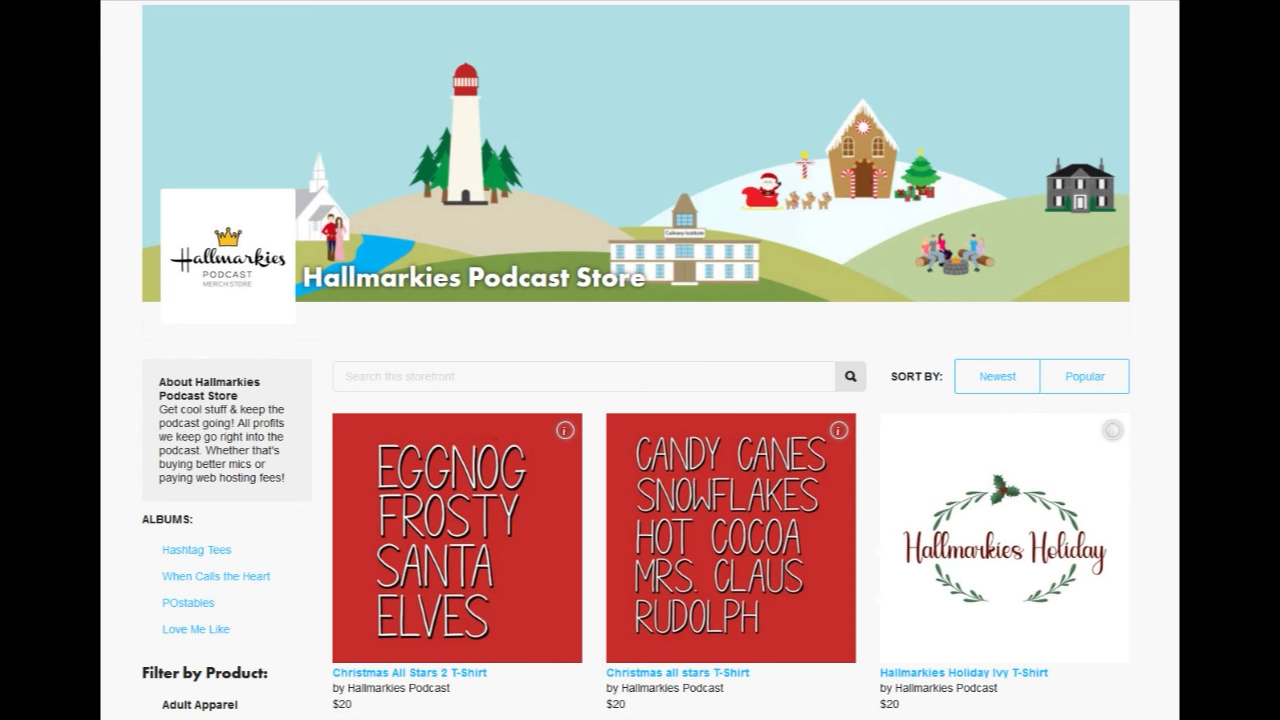 Culinary Institute
Hallmarkies
PODCAST
MERCH STORE
Hallmarkies Podcast Store
About Hallmarkies
Podcast Store
Get cool stuff & keep the
podcast going! All profits
we keep go right into the
podcast. Whether that's
buying better mics or
paying web hosting fees!
ALBUMS:
Hashtag Tees
When Calls the Heart
POstables
Love Me Like
Filter by Product:
Adult Apparel
Search this storefront
SORT BY:
Newest
Popular
EGGNOG
FROSTY
SANTA
ELVES
Christmas All Stars 2 T-Shirt
by Hallmarkies Podcast
$20
CANDY CANES
SNOWFLAKES
HOT COCOA
MRS. CLAUS
RUDOLPH
Christmas all stars T-Shirt
by Hallmarkies Podcast
$20
Hallmarkies Holiday
Hallmarkies Holiday Ivy T-Shirt
by Hallmarkies Podcast
$20